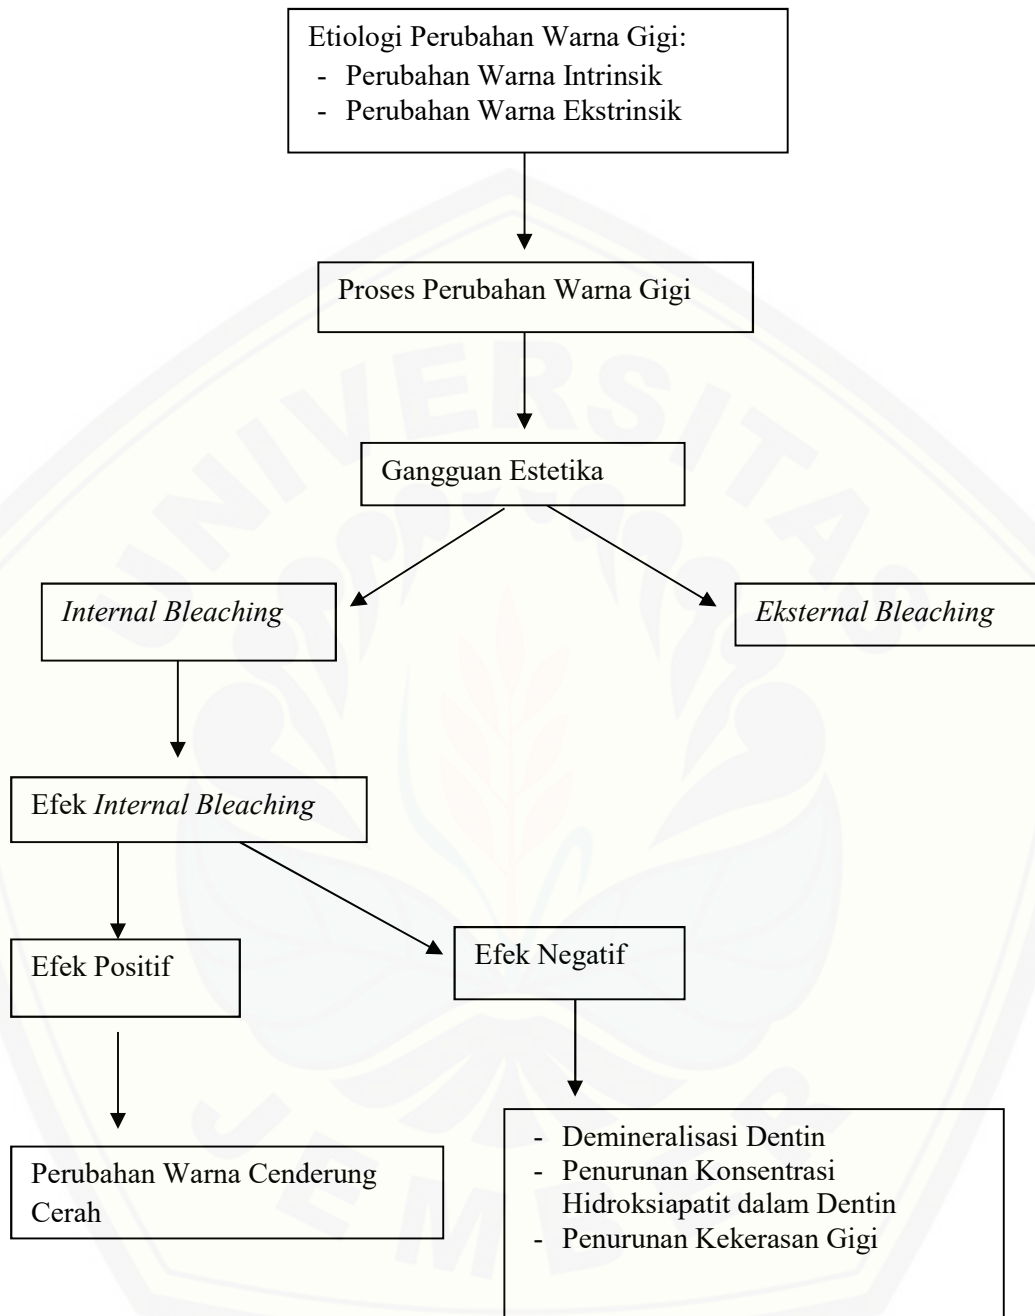 Etiologi Perubahan Warna Gigi:
- Perubahan Warna Intrinsik
- Perubahan Warna Ekstrinsik
Proses Perubahan Warna Gigi
Gangguan Estetika
Internal Bleaching
Eksternal Bleaching
Efek Internal Bleaching
Efek Positif
Efek Negatif
Perubahan Warna Cenderung
Cerah
- Demineralisasi Dentin
- Penurunan Konsentrasi
Hidroksiapatit dalam Dentin
- Penurunan Kekerasan Gigi
UNIVERSITAS
JEMBER